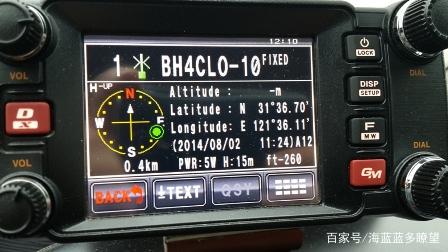 12:10
1 BH4CLO-10 FIXED
H-UP
N
W E
S
0.4km
Altitude : -m
Latitude : N 31°36.70'
Longitude: E 121°36.11'
(2014/08/02 11:24)A12
PWR:5W H:15m ft-260
BACK TEXT QSY
VOL
D X
VOL
LOCK
DISP
SETUP
F
MW
GM
DIAL
DIAL
百家号/海蓝蓝多瞭望